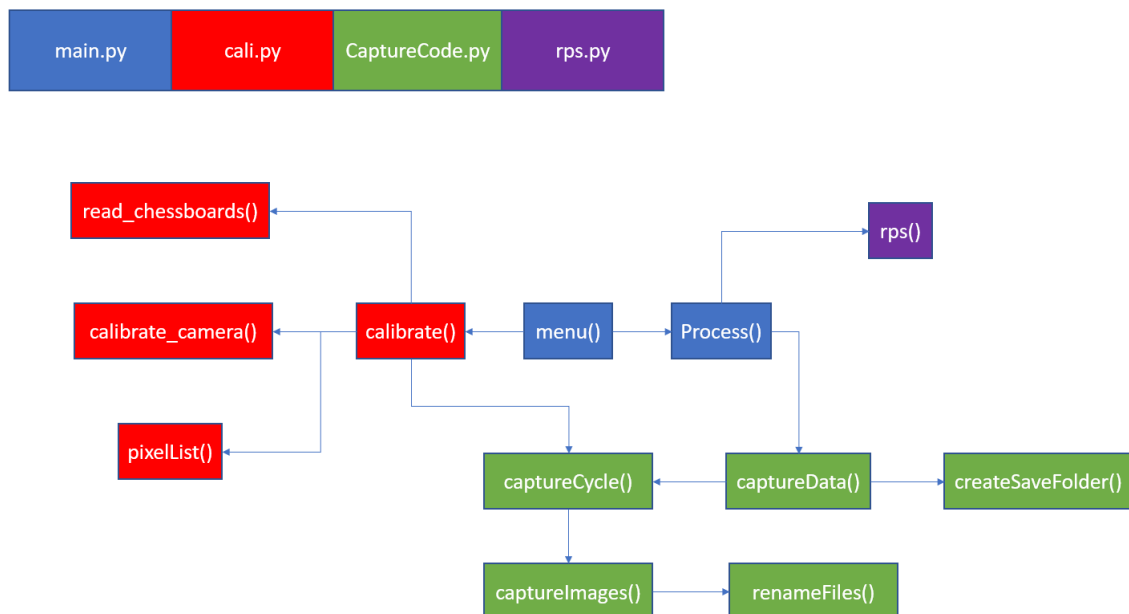 main.py
cali.py
CaptureCode.py
rps.py
read_chessboards()
rps()
calibrate_camera()
calibrate()
menu()
Process()
pixelList()
captureCycle()
captureData()
createSaveFolder()
captureImages()
renameFiles()